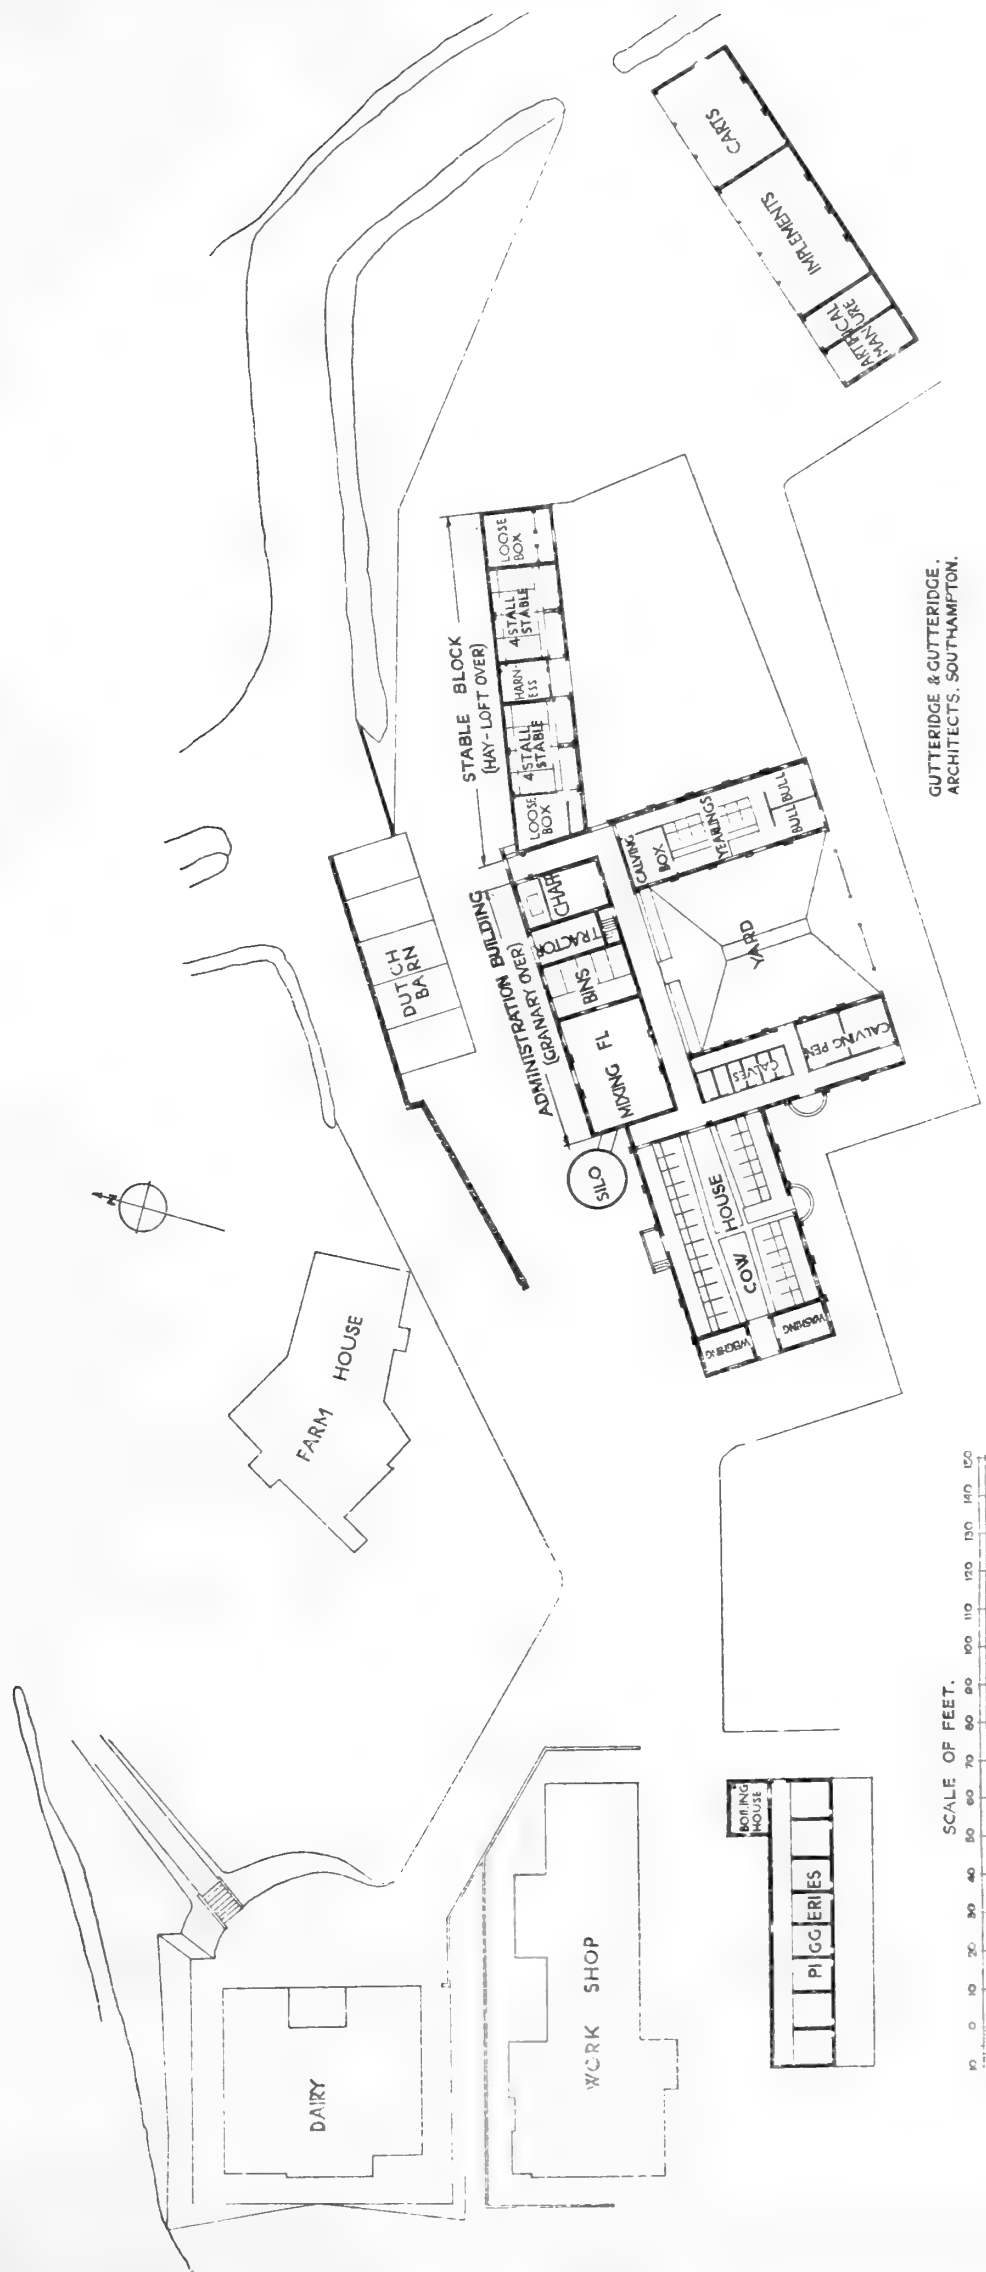 DAIRY
WORK SHOP
BOILING
HOUSE
PIGGERIES
FARM HOUSE
DUTCH
BARN
SILO
ADMINISTRATION BUILDING
(GRANARY OVER)
MIXING FL
BINS
TRACTOR
CHAFF
STABLE BLOCK
(HAY-LOFT OVER)
LOOSE
BOX
4 STALL
STABLE
HARN-
ESS
4 STALL
STABLE
LOOSE
BOX
WEIGHING
WASHING
COW HOUSE
CALVES
CALVING PEN
YARD
CALVING
BOX
YEARLINGS
BULL
BULL
ARTIFICAL
MANURE
IMPLEMENTS
CARTS
N
SCALE OF FEET.
10 0 10 20 30 40 50 60 70 80 90 100 110 120 130 140 150
GUTTERIDGE & GUTTERIDGE.
ARCHITECTS. SOUTHAMPTON.